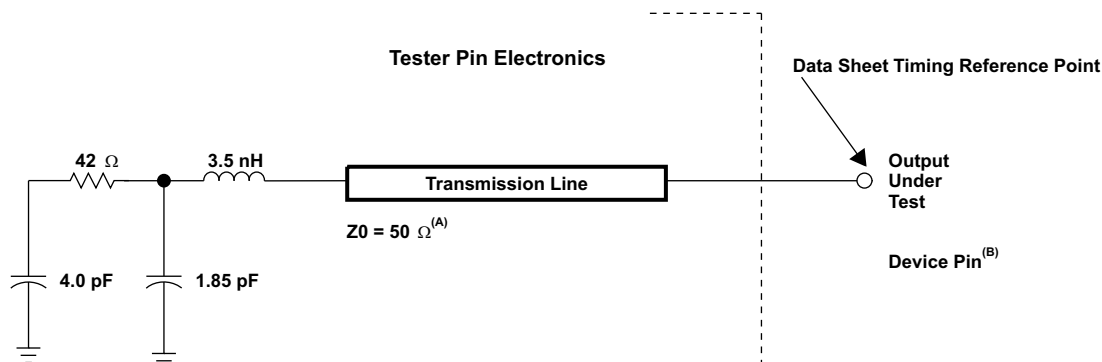 Tester Pin Electronics
Data Sheet Timing Reference Point
42 Ω
3.5 nH
Transmission Line
Output
Under
Test
Z0 = 50 Ω(A)
Device Pin(B)
4.0 pF
1.85 pF